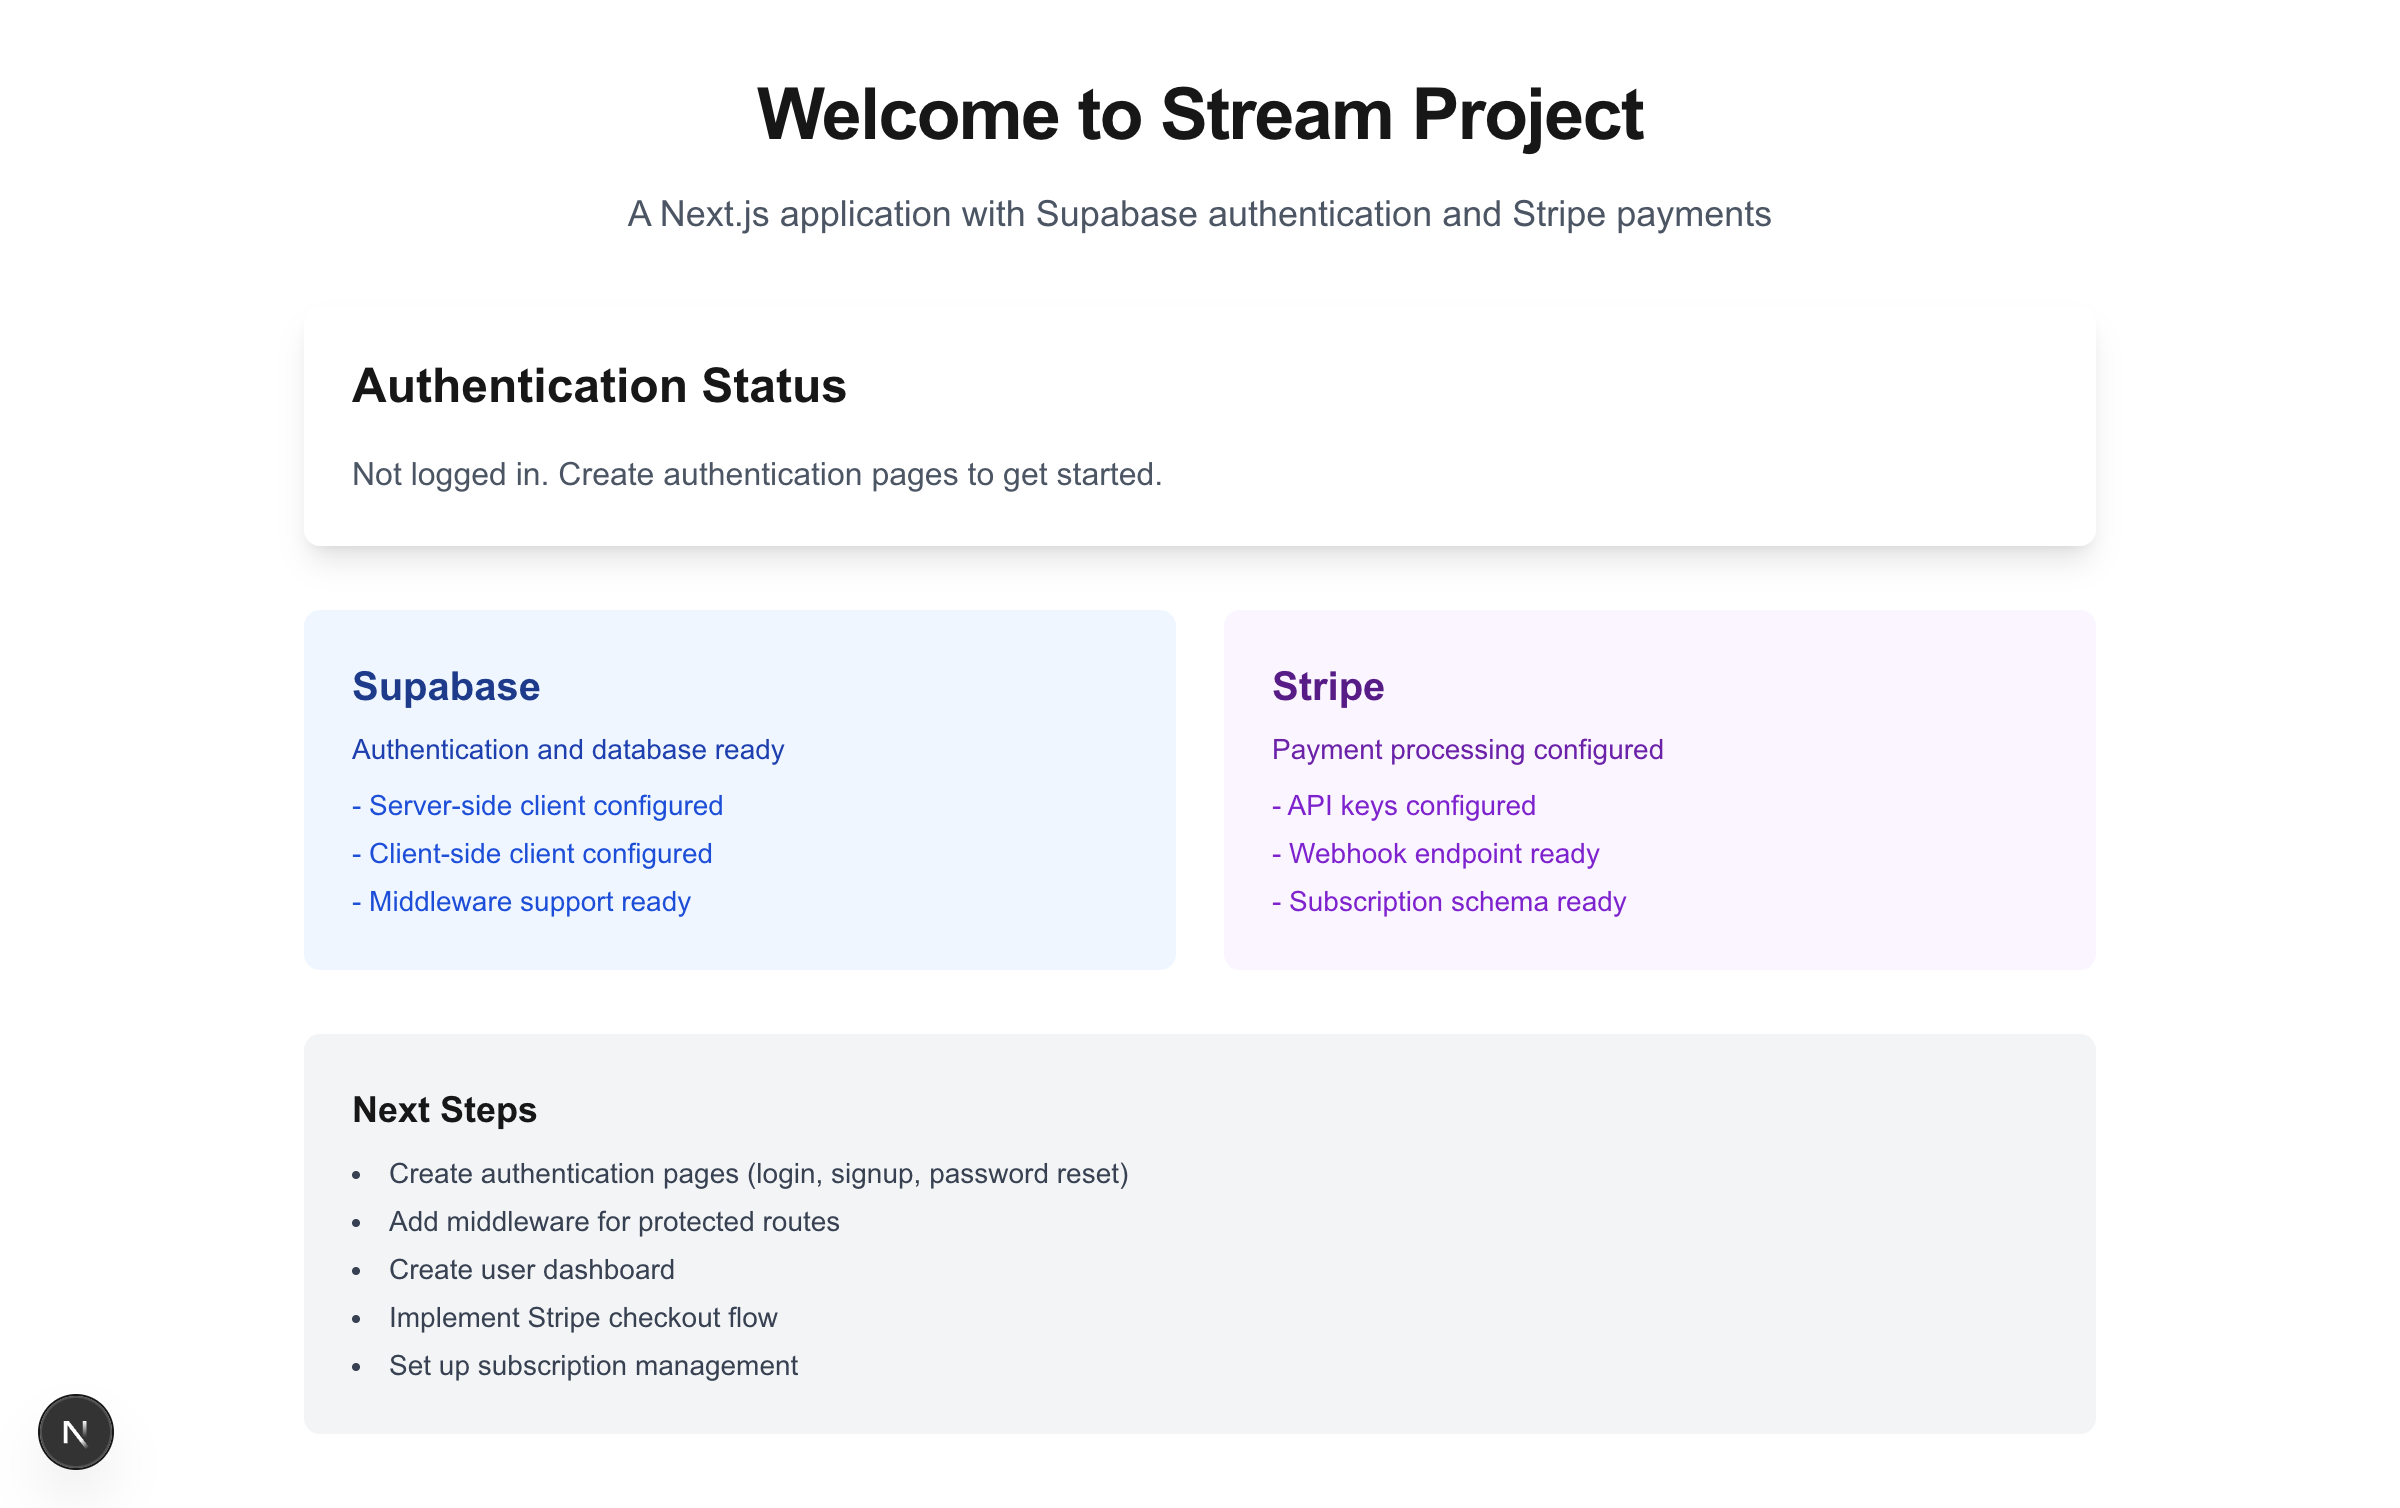 Welcome to Stream Project
A Next.js application with Supabase authentication and Stripe payments
Authentication Status
Not logged in. Create authentication pages to get started.
Supabase
Authentication and database ready
- Server-side client configured
- Client-side client configured
- Middleware support ready
Stripe
Payment processing configured
- API keys configured
- Webhook endpoint ready
- Subscription schema ready
Next Steps
• Create authentication pages (login, signup, password reset)
• Add middleware for protected routes
• Create user dashboard
• Implement Stripe checkout flow
• Set up subscription management
N